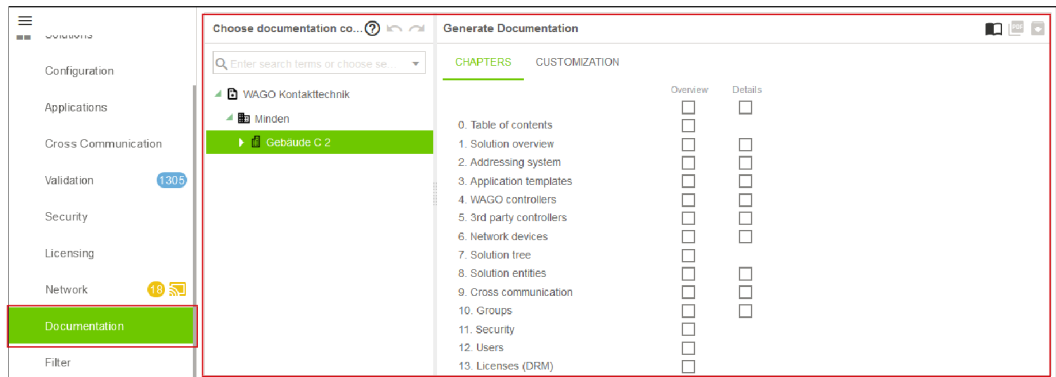 Solutions
Configuration
Applications
Cross Communication
Validation 1305
Security
Licensing
Network 18
Documentation
Filter
Choose documentation co...
Enter search terms or choose se...
WAGO Kontakttechnik
Minden
Gebäude C 2
Generate Documentation
CHAPTERS CUSTOMIZATION
Overview Details
0. Table of contents
1. Solution overview
2. Addressing system
3. Application templates
4. WAGO controllers
5. 3rd party controllers
6. Network devices
7. Solution tree
8. Solution entities
9. Cross communication
10. Groups
11. Security
12. Users
13. Licenses (DRM)